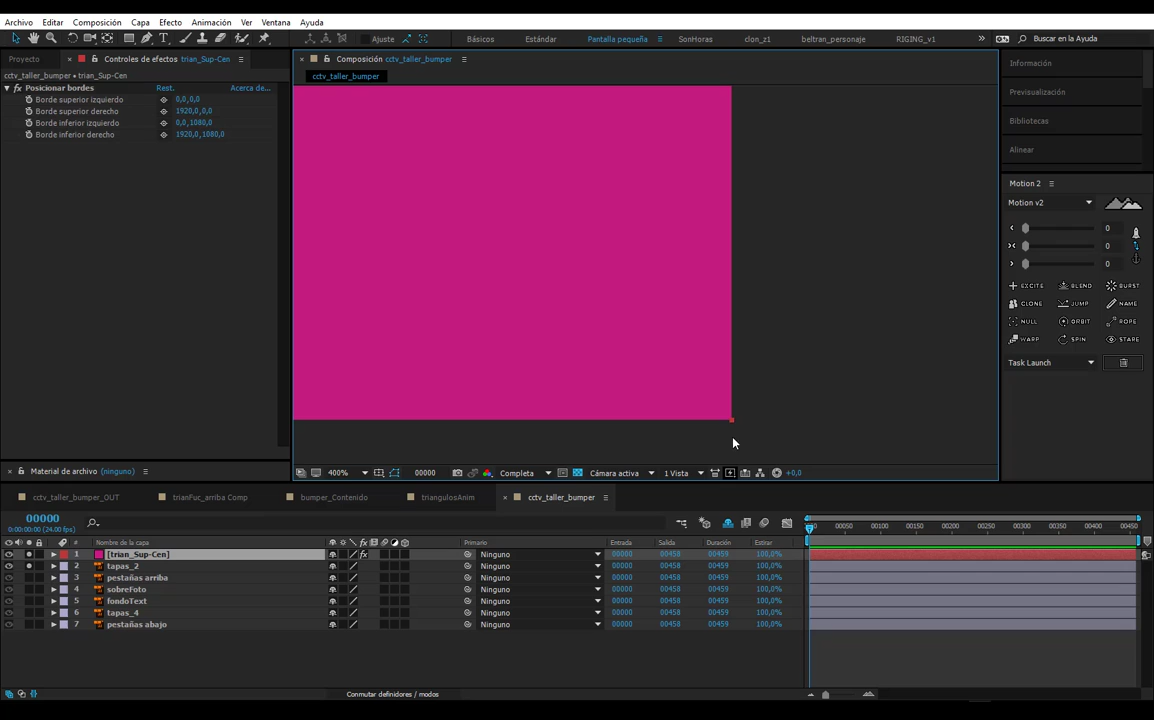 Archivo Editar Composición Capa Efecto Animación Ver Ventana Ayuda
Ajuste Básicos Estándar Pantalla pequeña SonHoras clon_z1 beltran_personaje RIGING_v1 Buscar en la Ayuda
Proyecto Controles de efectos trian_Sup-Cen
cctv_taller_bumper • trian_Sup-Cen
fx Posicionar bordes Rest. Acerca de...
Borde superior izquierdo 0,0,0,0
Borde superior derecho 1920,0,0,0
Borde inferior izquierdo 0,0,1080,0
Borde inferior derecho 1920,0,1080,0
Composición cctv_taller_bumper
cctv_taller_bumper
Información
Previsualización
Bibliotecas
Alinear
Motion 2
Motion v2
0
0
0
EXCITE BLEND BURST
CLONE JUMP NAME
NULL ORBIT ROPE
WARP SPIN STARE
Task Launch
Material de archivo (ninguno)
400% 00000 Completa Cámara activa 1 Vista +0,0
cctv_taller_bumper_OUT trianFuc_arriba Comp bumper_Contenido triangulosAnim cctv_taller_bumper
00000
0:00:00:00 (24.00 fps)
00 00050 00100 00150 00200 00250 00300 00350 00400 00450
# Nombre de la capa Primario Entrada Salida Duración Estirar
1 [trian_Sup-Cen] fx Ninguno 00000 00458 00459 100,0%
2 tapas_2 Ninguno 00000 00458 00459 100,0%
3 pestañas arriba Ninguno 00000 00458 00459 100,0%
4 sobreFoto Ninguno 00000 00458 00459 100,0%
5 fondoText Ninguno 00000 00458 00459 100,0%
6 tapas_4 Ninguno 00000 00458 00459 100,0%
7 pestañas abajo Ninguno 00000 00458 00459 100,0%
Conmutar definidores / modos